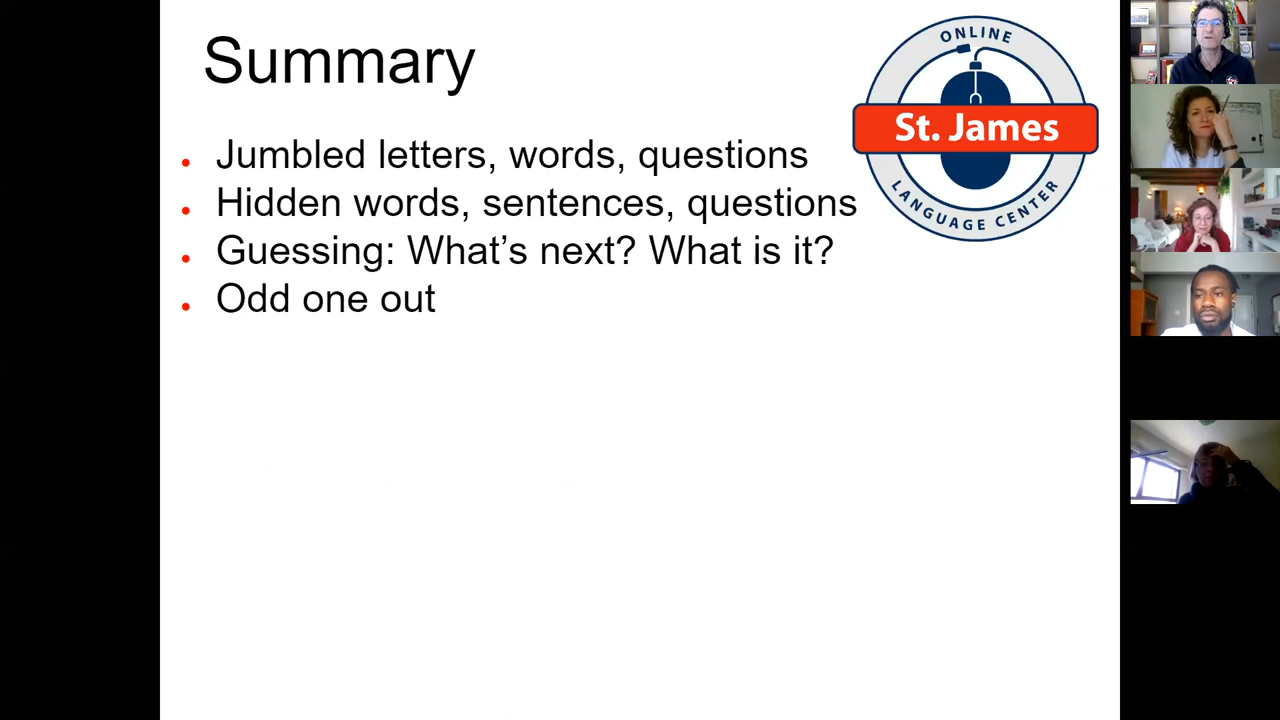 Summary
ONLINE
St. James
LANGUAGE CENTER
Jumbled letters, words, questions
Hidden words, sentences, questions
Guessing: What’s next? What is it?
Odd one out